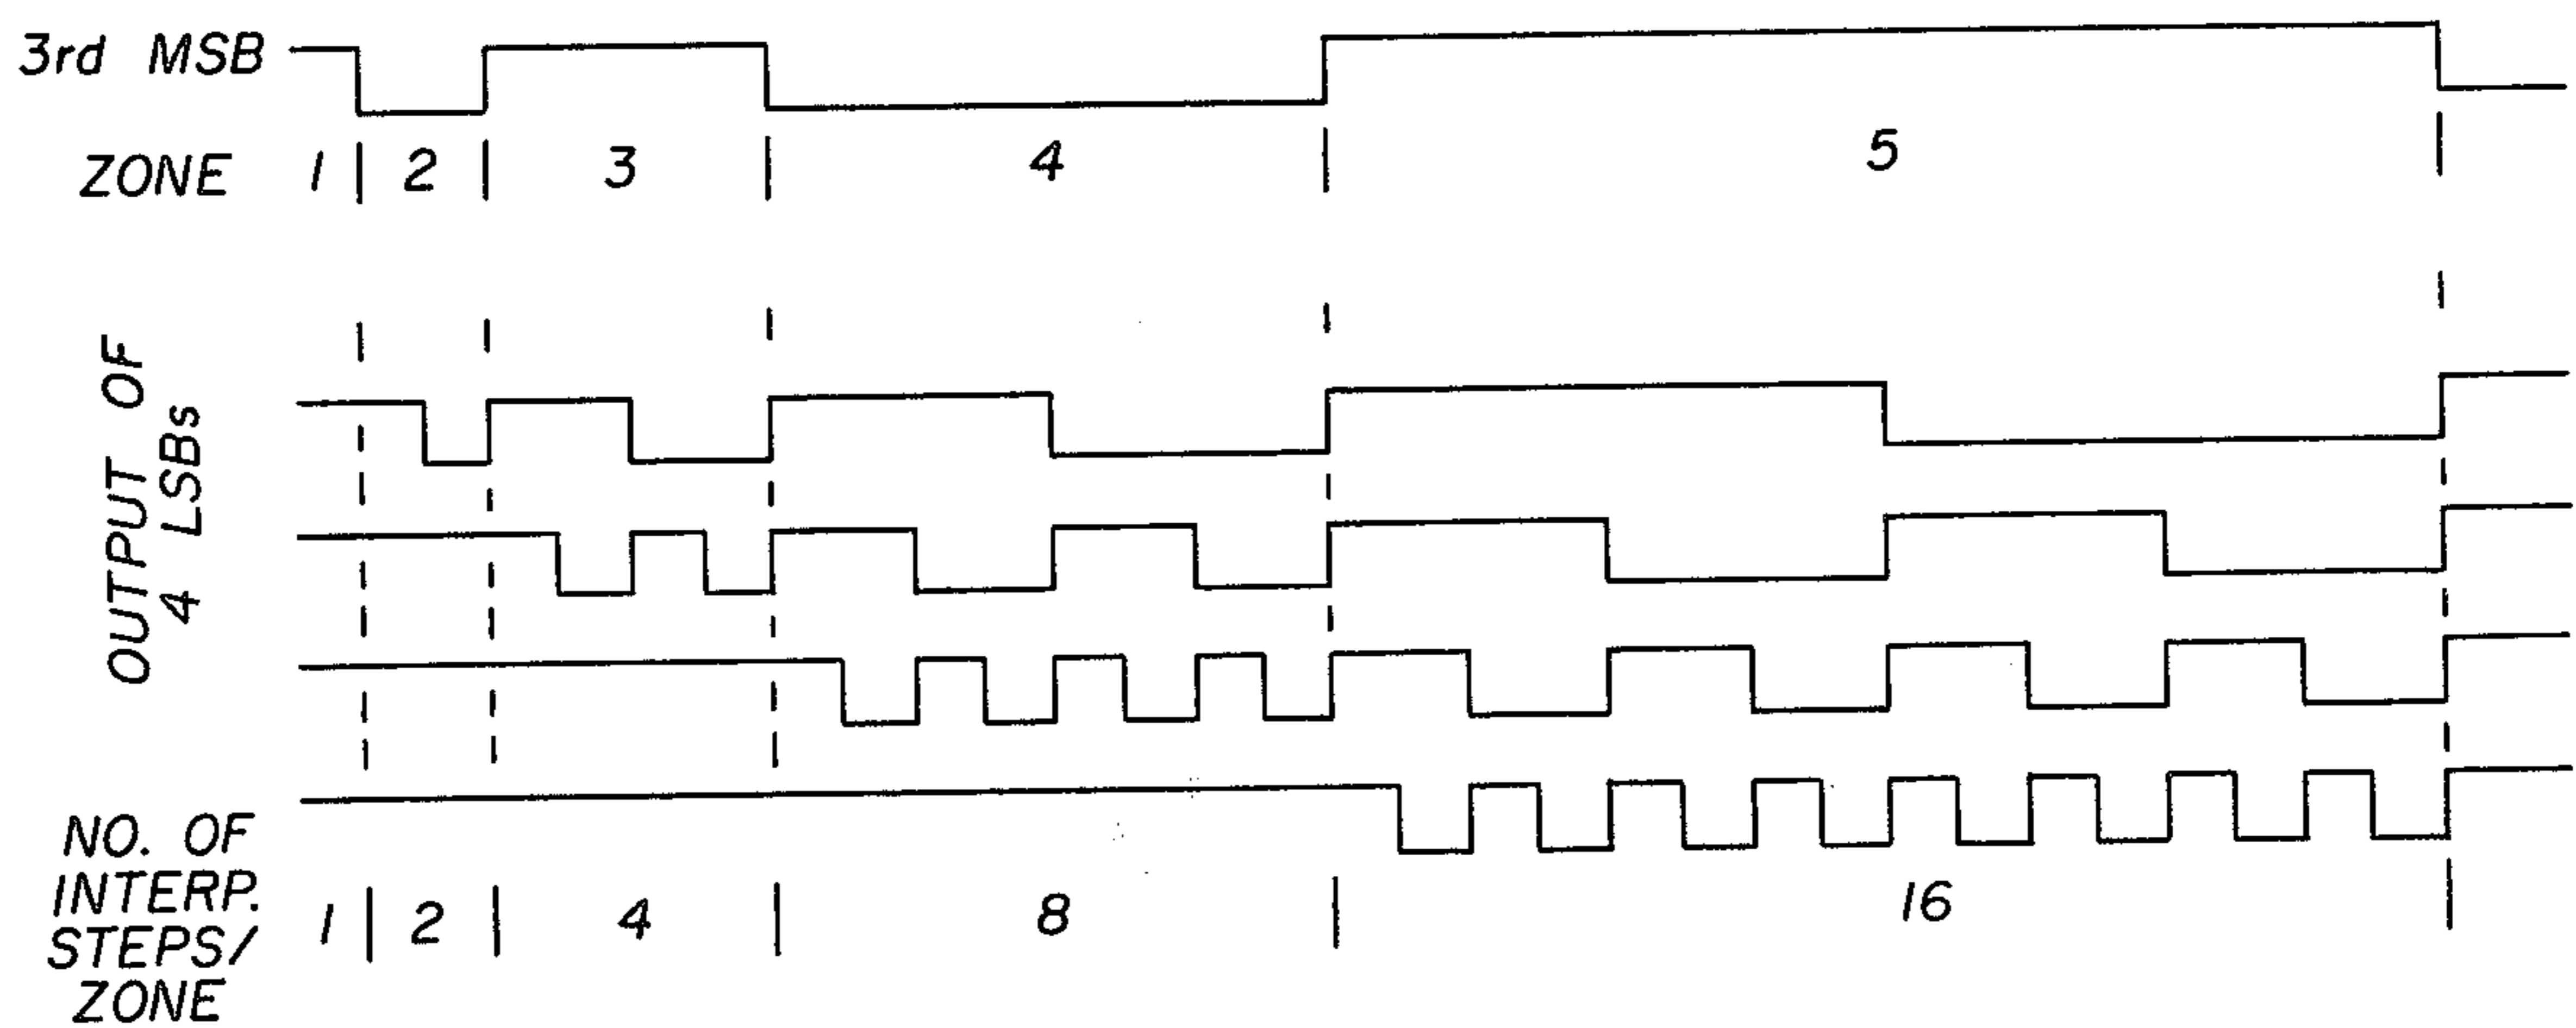 3rd MSB
ZONE 1 2 3 4 5
OUTPUT OF
4 LSBs
NO. OF
INTERP.
STEPS/
ZONE
1 2 4 8 16